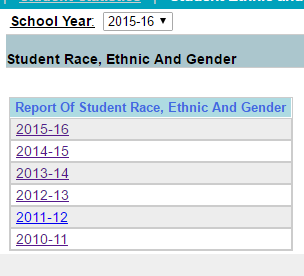 School Year: 2015-16
Student Race, Ethnic And Gender
Report Of Student Race, Ethnic And Gender
2015-16
2014-15
2013-14
2012-13
2011-12
2010-11